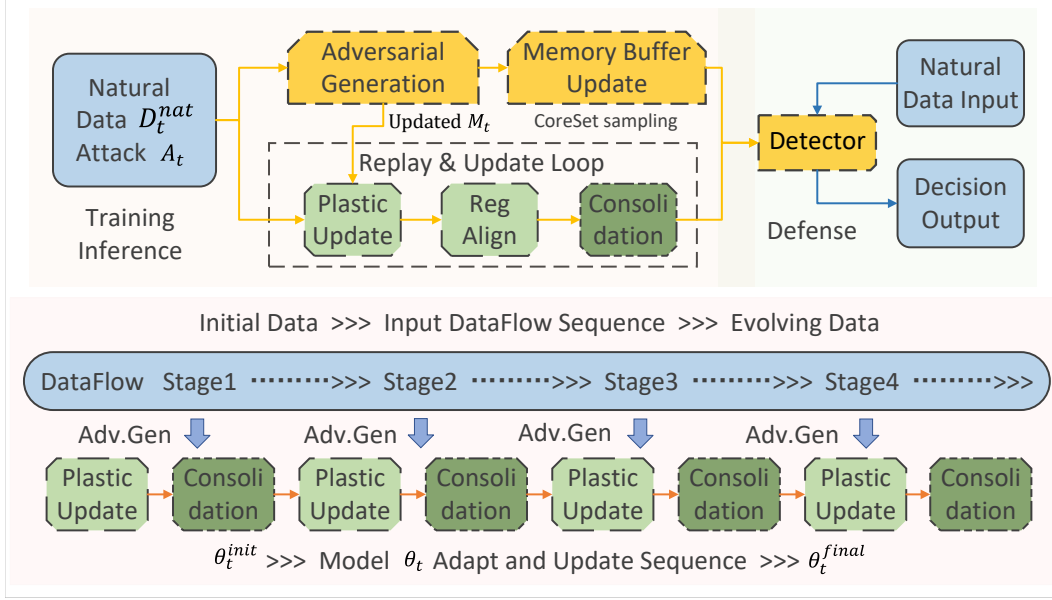 Natural
Data D_t^{nat}
Attack A_t
Training
Inference
Adversarial
Generation
Memory Buffer
Update
Updated M_t
CoreSet sampling
Replay & Update Loop
Plastic
Update
Reg
Align
Consoli
dation
Detector
Defense
Natural
Data Input
Decision
Output
Initial Data >>> Input DataFlow Sequence >>> Evolving Data
DataFlow Stage1 ·········>>> Stage2 ·········>>> Stage3 ·········>>> Stage4 ·········>>>
Adv.Gen Adv.Gen Adv.Gen Adv.Gen
Plastic
Update
Consoli
dation
Plastic
Update
Consoli
dation
Plastic
Update
Consoli
dation
Plastic
Update
Consoli
dation
θ_t^{init} >>> Model θ_t Adapt and Update Sequence >>> θ_t^{final}